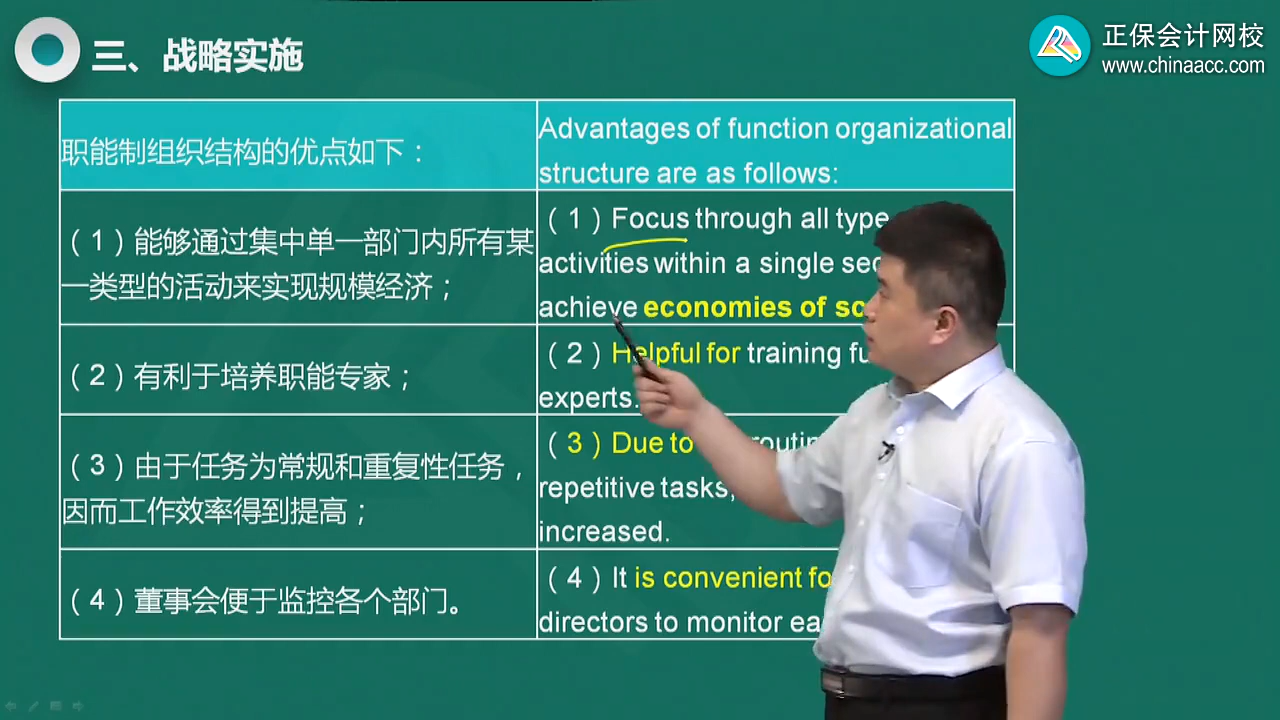 三、战略实施
正保会计网校
www.chinaacc.com
职能制组织结构的优点如下：
Advantages of function organizational
structure are as follows:
（1）能够通过集中单一部门内所有某
一类型的活动来实现规模经济；
（1）Focus through all type
activities within a single
achieve economies of
（2）有利于培养职能专家；
（2）Helpful for training
experts.
（3）由于任务为常规和重复性任务，
因而工作效率得到提高；
（3）Due to
repetitive tasks,
increased.
（4）董事会便于监控各个部门。
（4）It is convenient
directors to monitor